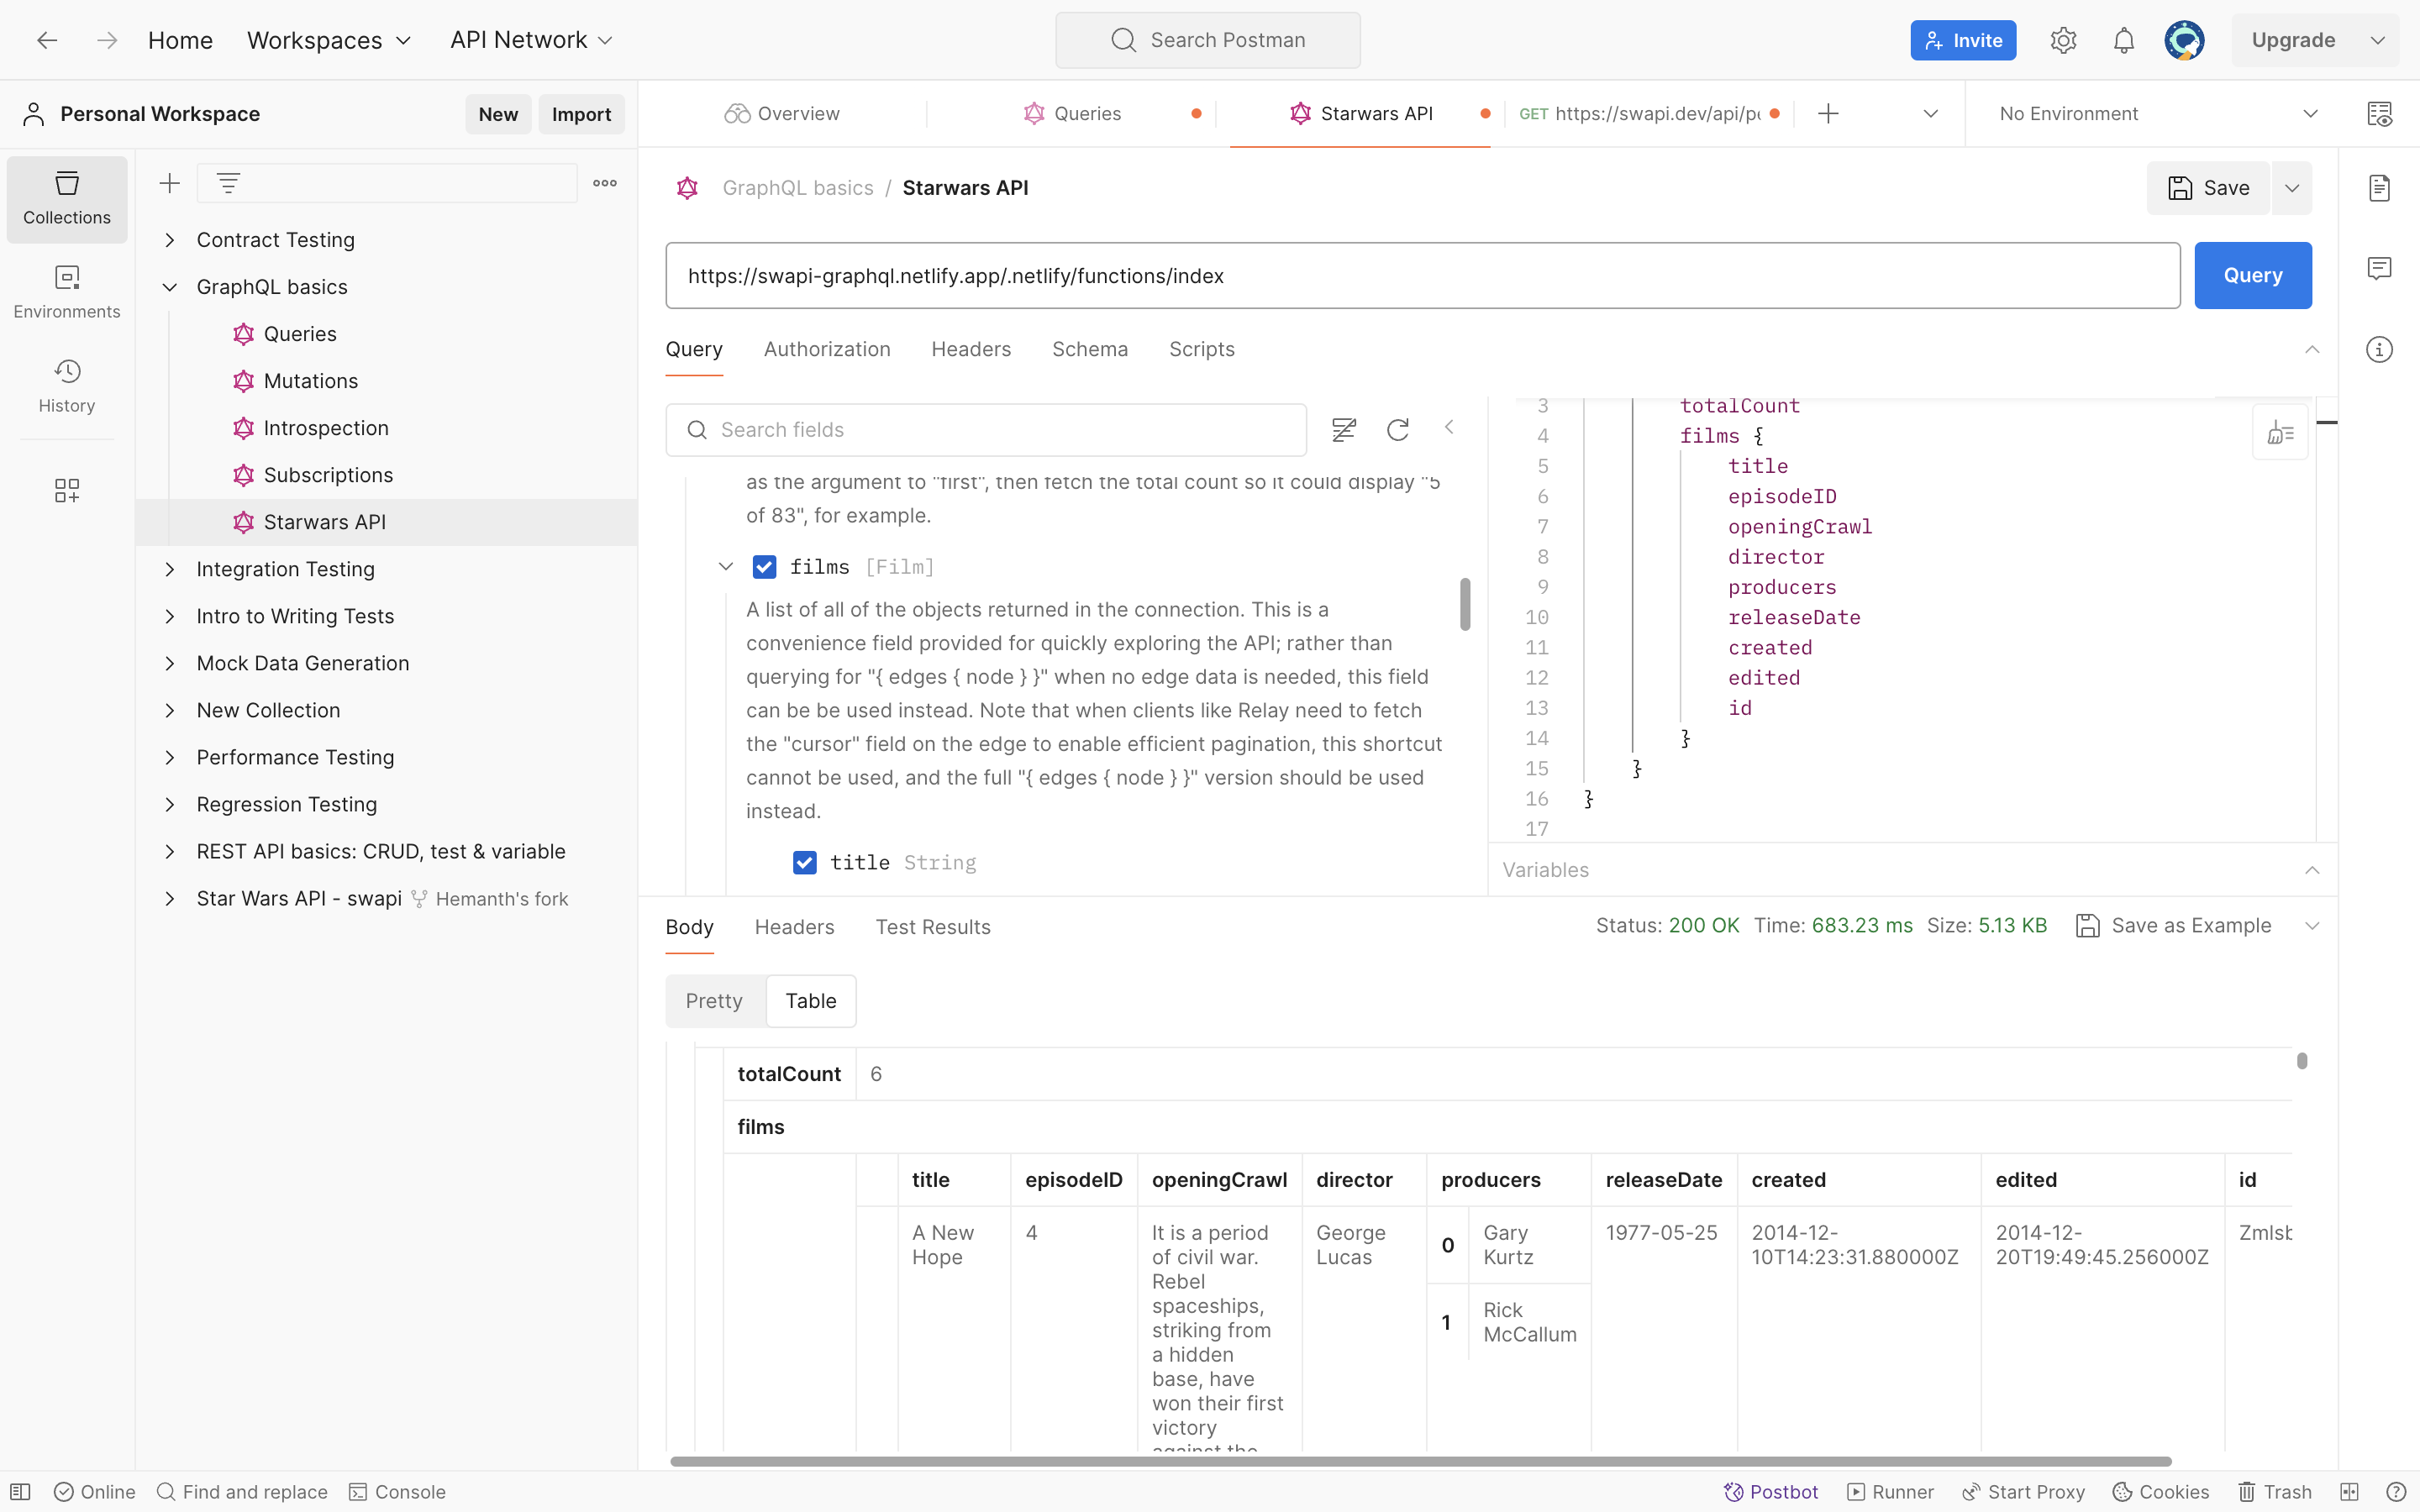 Home
Workspaces
API Network
Search Postman
Invite
Upgrade
Personal Workspace
New
Import
Overview
Queries
Starwars API
GET https://swapi.dev/api/p
No Environment
Collections
Environments
History
Contract Testing
GraphQL basics
Queries
Mutations
Introspection
Subscriptions
Starwars API
Integration Testing
Intro to Writing Tests
Mock Data Generation
New Collection
Performance Testing
Regression Testing
REST API basics: CRUD, test & variable
Star Wars API - swapi Hemanth's fork
GraphQL basics / Starwars API
Save
https://swapi-graphql.netlify.app/.netlify/functions/index
Query
Query Authorization Headers Schema Scripts
Search fields
as the argument to "first", then fetch the total count so it could display "5
of 83", for example.
films [Film]
A list of all of the objects returned in the connection. This is a
convenience field provided for quickly exploring the API; rather than
querying for "{ edges { node } }" when no edge data is needed, this field
can be be used instead. Note that when clients like Relay need to fetch
the "cursor" field on the edge to enable efficient pagination, this shortcut
cannot be used, and the full "{ edges { node } }" version should be used
instead.
title String
3 totalCount
4 films {
5 title
6 episodeID
7 openingCrawl
8 director
9 producers
10 releaseDate
11 created
12 edited
13 id
14 }
15 }
16 }
17
Variables
Body Headers Test Results
Status: 200 OK Time: 683.23 ms Size: 5.13 KB
Save as Example
Pretty
Table
totalCount 6
films
title episodeID openingCrawl director producers releaseDate created edited id
A New
Hope
4
It is a period
of civil war.
Rebel
spaceships,
striking from
a hidden
base, have
won their first
victory
against the
George
Lucas
0 Gary
Kurtz
1 Rick
McCallum
1977-05-25
2014-12-
10T14:23:31.880000Z
2014-12-
20T19:49:45.256000Z
Zmlsb
Online
Find and replace
Console
Postbot
Runner
Start Proxy
Cookies
Trash